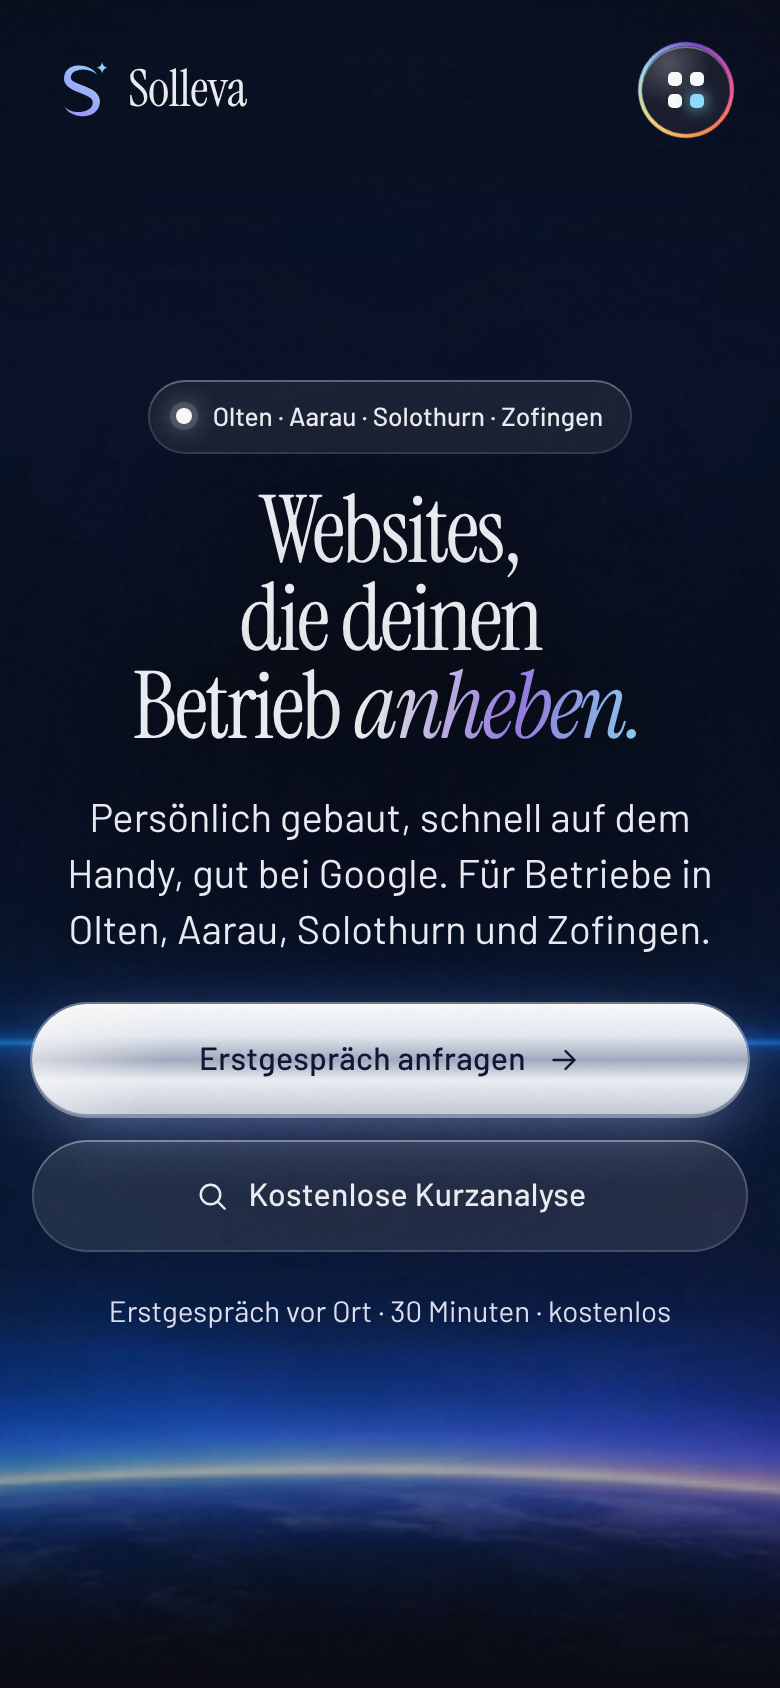 Solleva
Olten · Aarau · Solothurn · Zofingen
Websites,
die deinen
Betrieb anheben.
Persönlich gebaut, schnell auf dem
Handy, gut bei Google. Für Betriebe in
Olten, Aarau, Solothurn und Zofingen.
Erstgespräch anfragen →
Kostenlose Kurzanalyse
Erstgespräch vor Ort · 30 Minuten · kostenlos